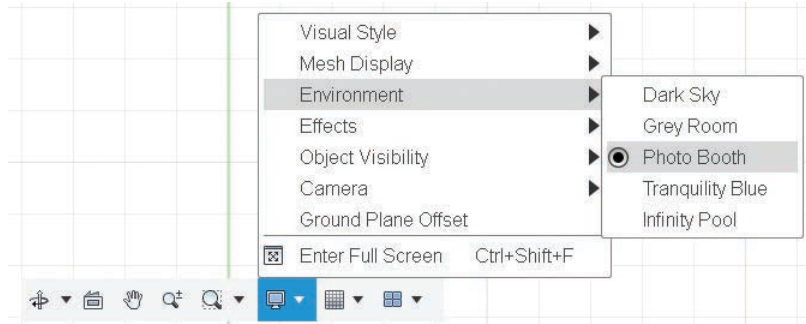 Visual Style
Mesh Display
Environment
Effects
Object Visibility
Camera
Ground Plane Offset
Enter Full Screen Ctrl+Shift+F
Dark Sky
Grey Room
Photo Booth
Tranquility Blue
Infinity Pool